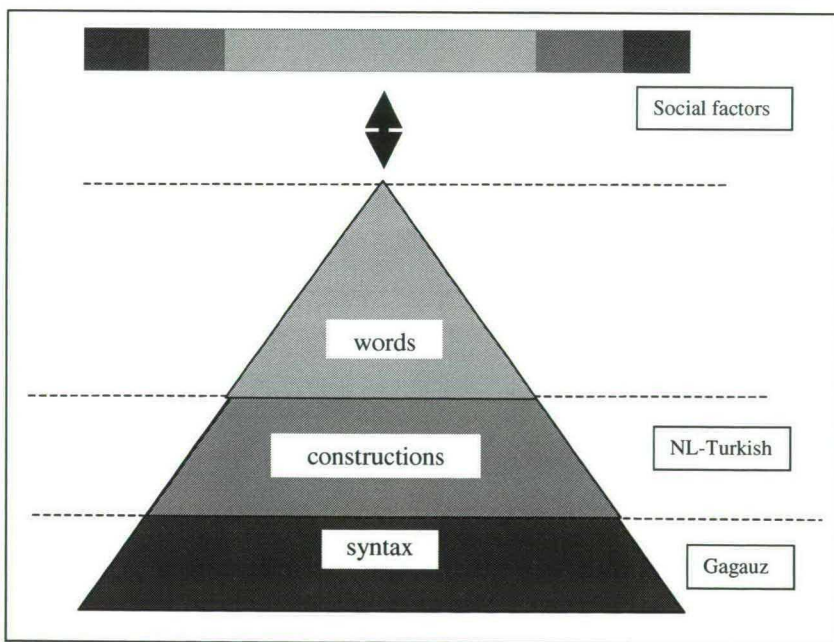 Social factors
words
constructions
NL-Turkish
syntax
Gagauz